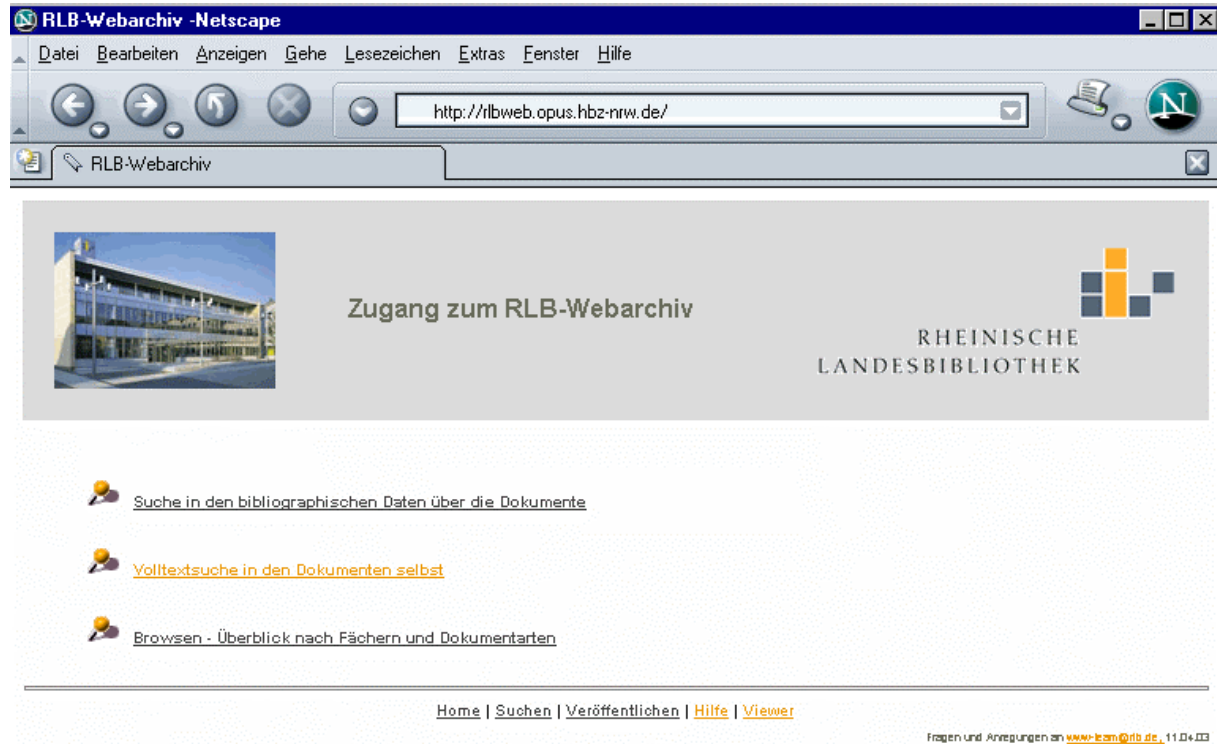 RLB-Webarchiv -Netscape
Datei Bearbeiten Anzeigen Gehe Lesezeichen Extras Fenster Hilfe
http://rlbweb.opus.hbz-nrw.de/
RLB-Webarchiv
Zugang zum RLB-Webarchiv
RHEINISCHE
LANDESBIBLIOTHEK
Suche in den bibliographischen Daten über die Dokumente
Volltextsuche in den Dokumenten selbst
Browsen - Überblick nach Fächern und Dokumentarten
Home | Suchen | Veröffentlichen | Hilfe | Viewer
Fragen und Anregungen an www-team@rlb.de, 11.04.03